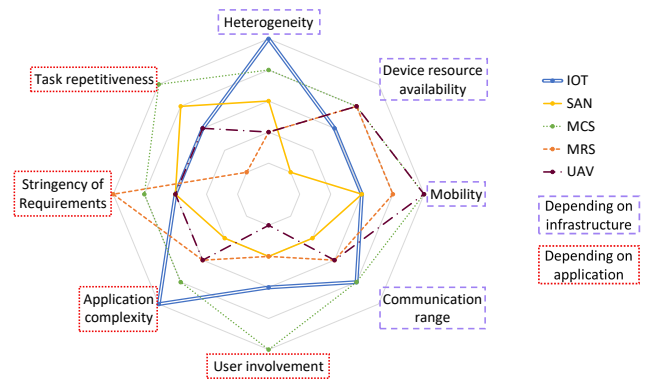 Heterogeneity
Task repetitiveness
Device resource
availability
IOT
SAN
MCS
MRS
UAV
Stringency of
Requirements
Mobility
Depending on
infrastructure
Depending on
application
Application
complexity
Communication
range
User involvement